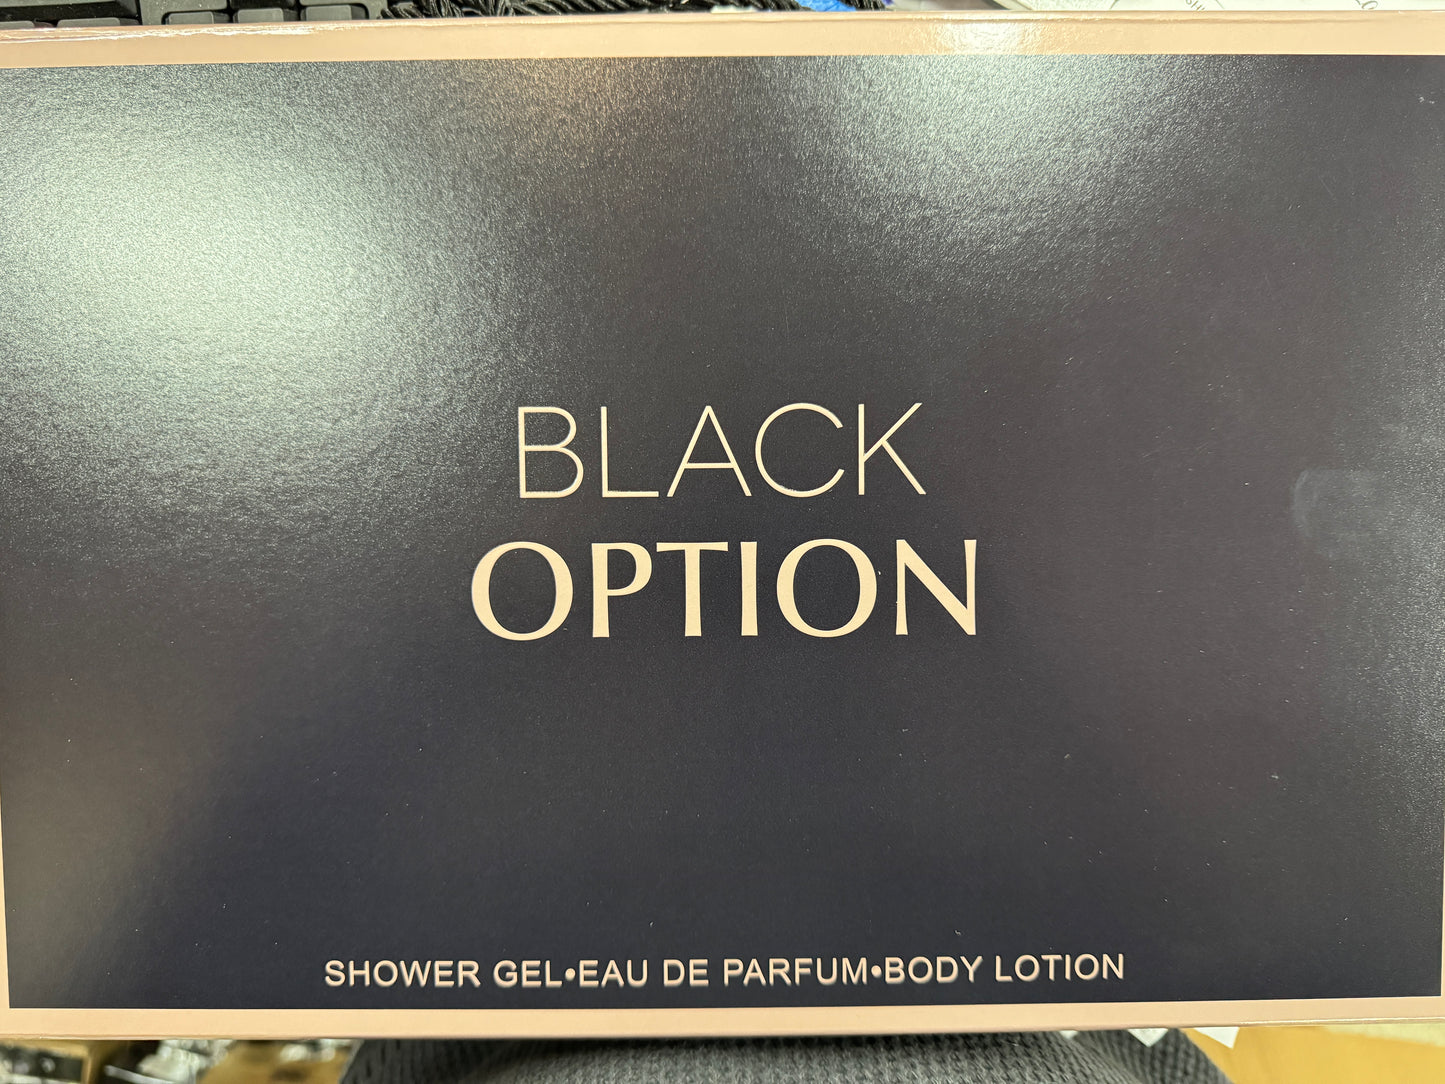 BLACK
OPTION
SHOWER GEL•EAU DE PARFUM•BODY LOTION